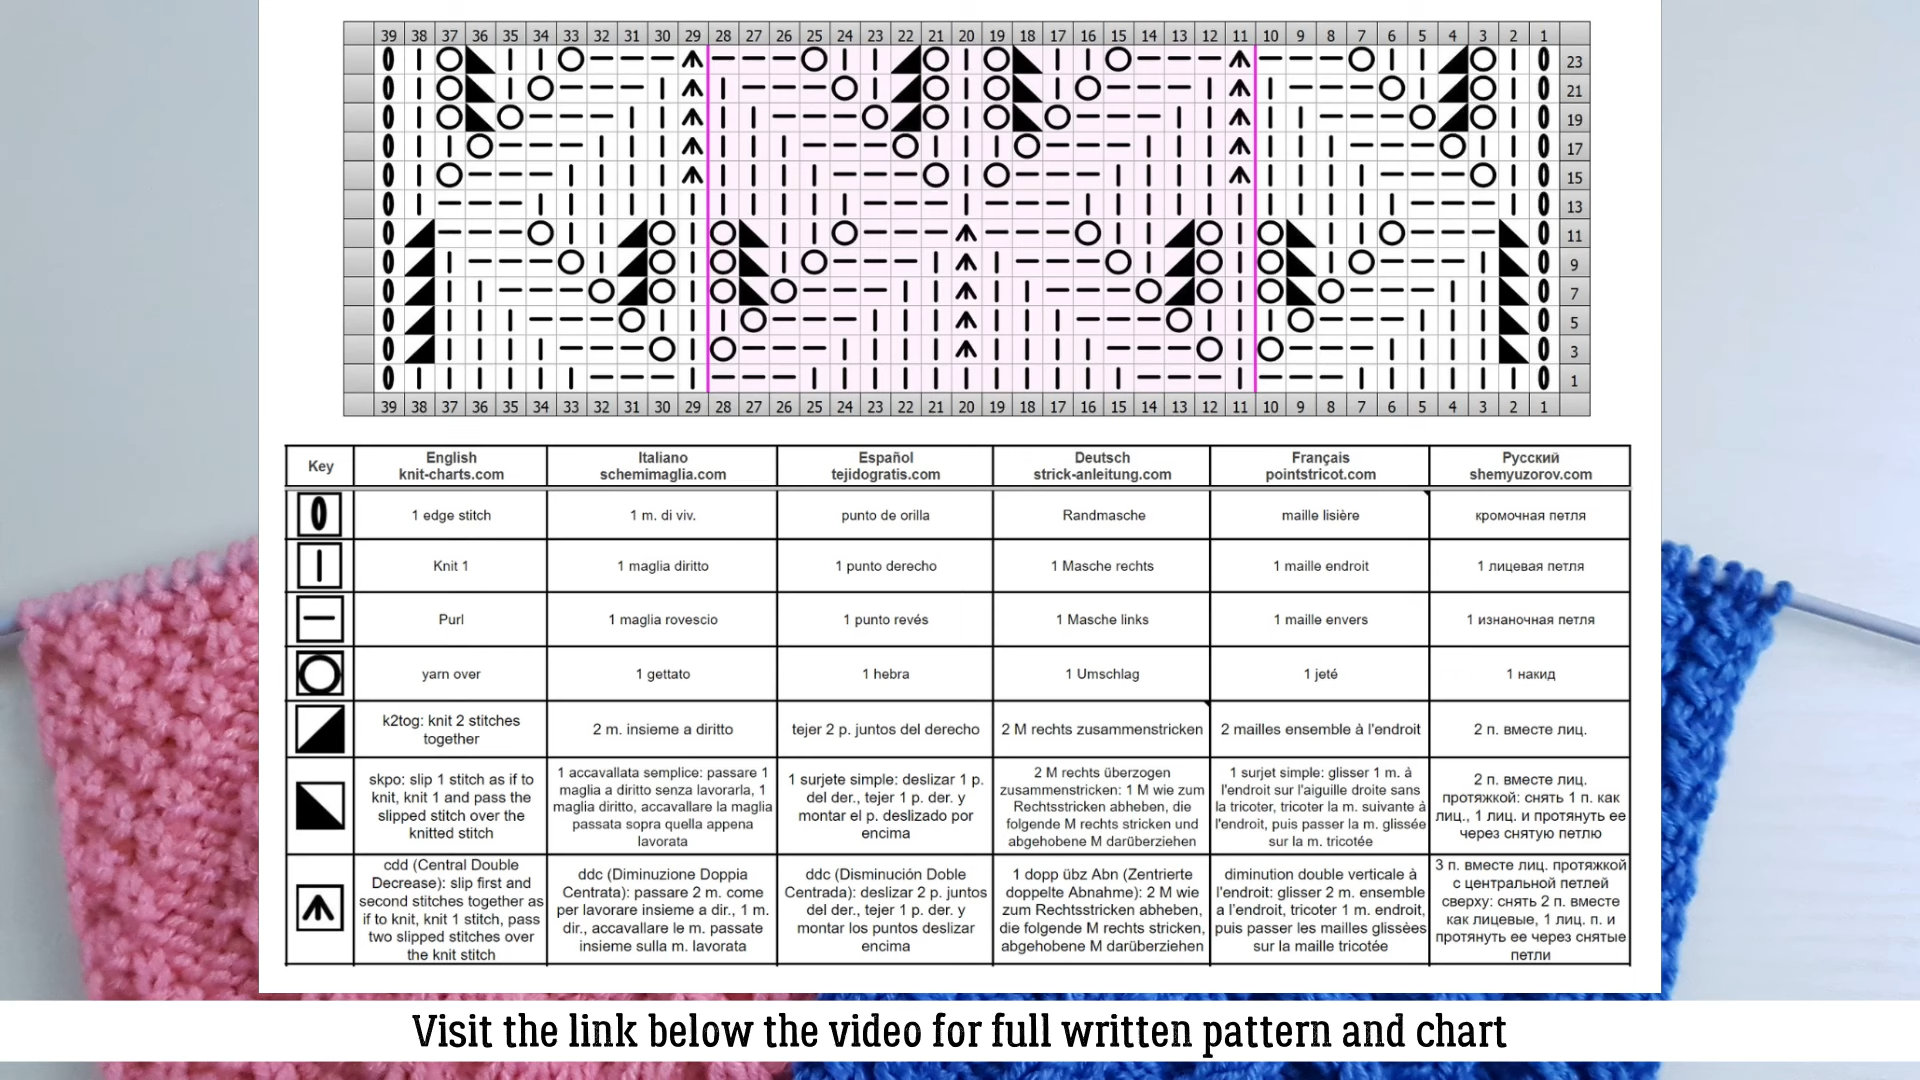 39 38 37 36 35 34 33 32 31 30 29 28 27 26 25 24 23 22 21 20 19 18 17 16 15 14 13 12 11 10 9 8 7 6 5 4 3 2 1
23
21
19
17
15
13
11
9
7
5
3
1
39 38 37 36 35 34 33 32 31 30 29 28 27 26 25 24 23 22 21 20 19 18 17 16 15 14 13 12 11 10 9 8 7 6 5 4 3 2 1
Key
English
knit-charts.com
Italiano
schemimaglia.com
Español
tejidogratis.com
Deutsch
strick-anleitung.com
Français
pointstricot.com
Русский
shemyuzorov.com
1 edge stitch
1 m. di viv.
punto de orilla
Randmasche
maille lisière
кромочная петля
Knit 1
1 maglia diritto
1 punto derecho
1 Masche rechts
1 maille endroit
1 лицевая петля
Purl
1 maglia rovescio
1 punto revés
1 Masche links
1 maille envers
1 изнаночная петля
yarn over
1 gettato
1 hebra
1 Umschlag
1 jeté
1 накид
k2tog: knit 2 stitches
together
2 m. insieme a diritto
tejer 2 p. juntos del derecho
2 M rechts zusammenstricken
2 mailles ensemble à l'endroit
2 п. вместе лиц.
skpo: slip 1 stitch as if to
knit, knit 1 and pass the
slipped stitch over the
knitted stitch
1 accavallata semplice: passare 1
maglia a diritto senza lavorarla, 1
maglia diritto, accavallare la maglia
passata sopra quella appena
lavorata
1 surjete simple: deslizar 1 p.
del der., tejer 1 p. der. y
montar el p. deslizado por
encima
2 M rechts überzogen
zusammenstricken: 1 M wie zum
Rechtsstricken abheben, die
folgende M rechts stricken und
abgehobene M darüberziehen
1 surjet simple: glisser 1 m. à
l'endroit sur l'aiguille droite sans
la tricoter, tricoter la m. suivante à
l'endroit, puis passer la m. glissée
sur la m. tricotée
2 п. вместе лиц.
протяжкой: снять 1 п. как
лиц., 1 лиц. п. и протянуть ее
через снятую петлю
cdd (Central Double
Decrease): slip first and
second stitches together as
if to knit, knit 1 stitch, pass
two slipped stitches over
the knit stitch
ddc (Diminuzione Doppia
Centrata): passare 2 m. come
per lavorare insieme a dir., 1 m.
dir., accavallare le m. passate
insieme sulla m. lavorata
ddc (Disminución Doble
Centrada): deslizar 2 p. juntos
del der., tejer 1 p. der. y
montar los puntos deslizar
encima
1 dopp übz Abn (Zentrierte
doppelte Abnahme): 2 M wie
zum Rechtsstricken abheben,
die folgende M rechts stricken,
abgehobene M darüberziehen
diminution double verticale à
l'endroit: glisser 2 m. ensemble
a l'endroit, tricoter 1 m. endroit,
puis passer les mailles glissées
sur la maille tricotée
3 п. вместе лиц. протяжкой
с центральной петлей
сверху: снять 2 п. вместе
как лицевые, 1 лиц. п. и
протянуть ее через снятые
петли
Visit the link below the video for full written pattern and chart